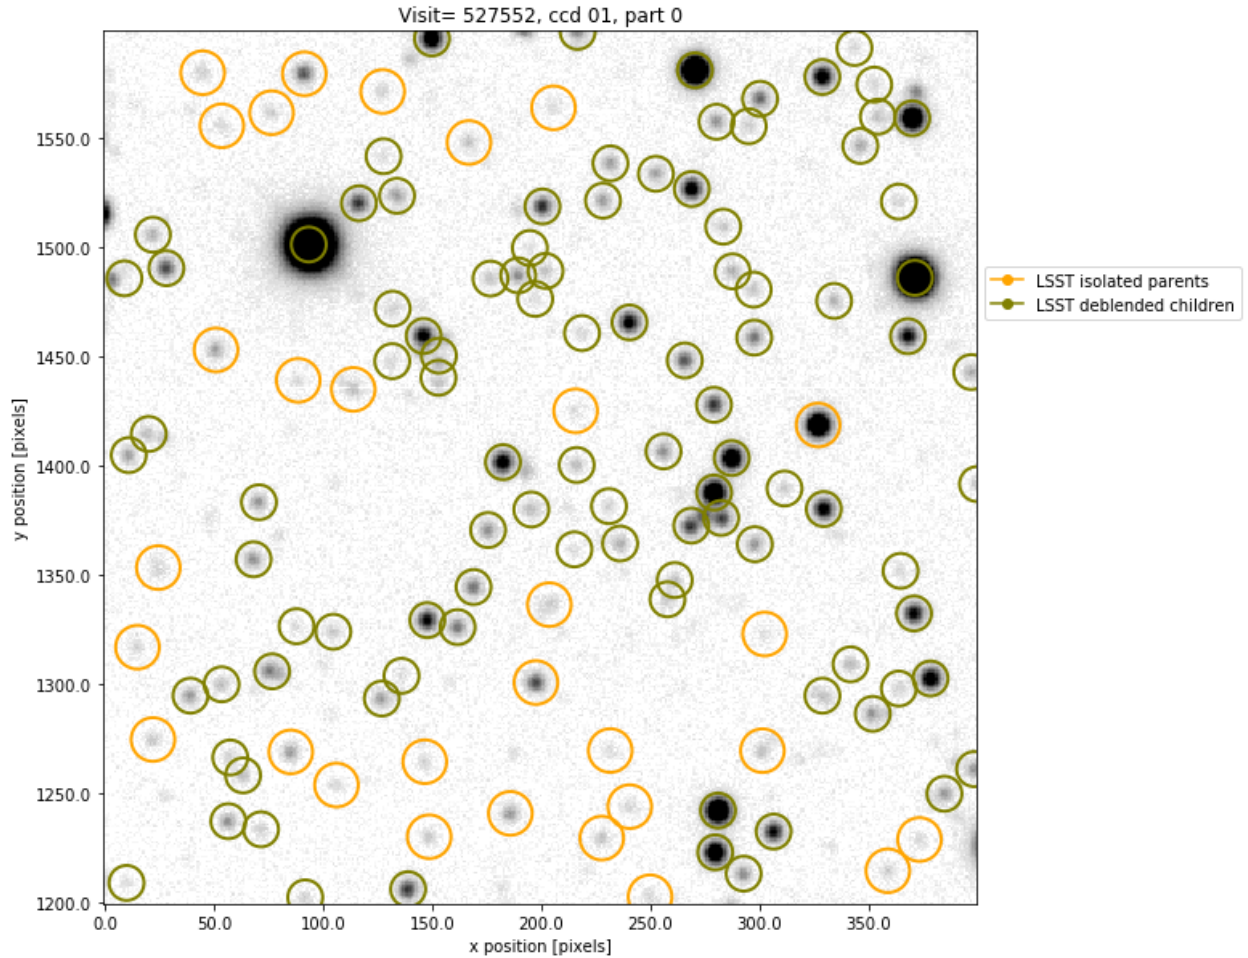 Visit= 527552, ccd 01, part 0
1550.0
1500.0
1450.0
1400.0
1350.0
1300.0
1250.0
1200.0
y position [pixels]
0.0 50.0 100.0 150.0 200.0 250.0 300.0 350.0
x position [pixels]
LSST isolated parents
LSST deblended children